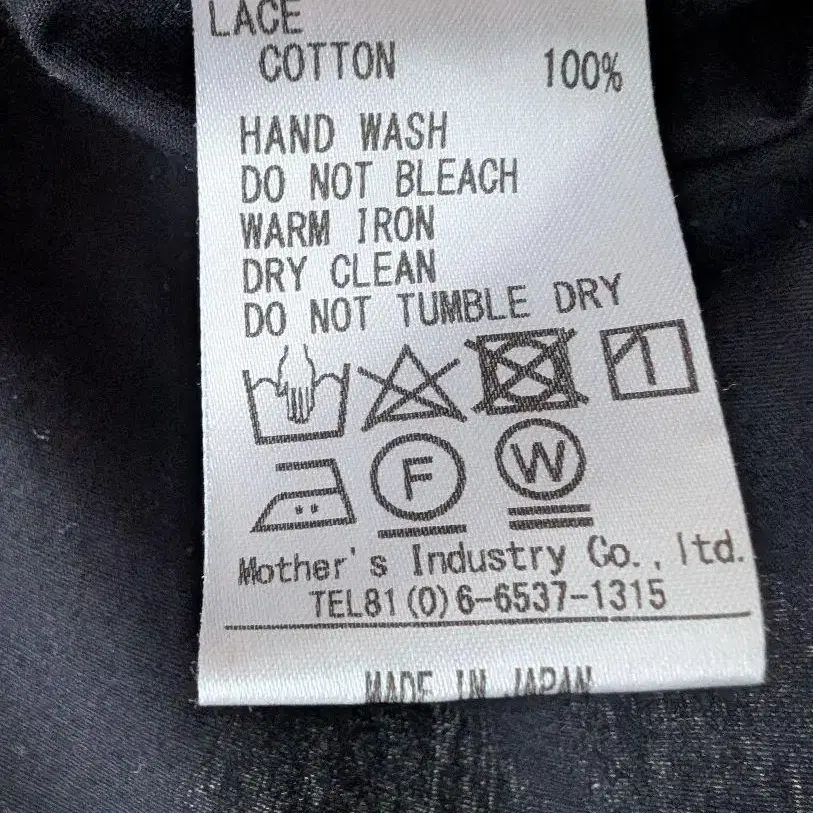 LACE
COTTON 100%
HAND WASH
DO NOT BLEACH
WARM IRON
DRY CLEAN
DO NOT TUMBLE DRY
F W
Mother's Industry Co., ltd.
TEL81(0)6-6537-1315
MADE IN JAPAN